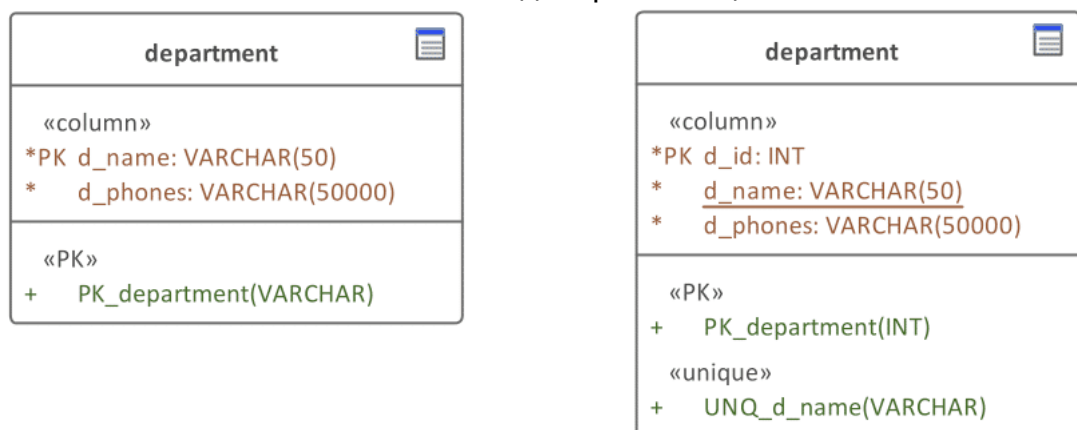 department
«column»
*PK d_name: VARCHAR(50)
* d_phones: VARCHAR(50000)
«PK»
+ PK_department(VARCHAR)
department
«column»
*PK d_id: INT
* d_name: VARCHAR(50)
* d_phones: VARCHAR(50000)
«PK»
+ PK_department(INT)
«unique»
+ UNQ_d_name(VARCHAR)